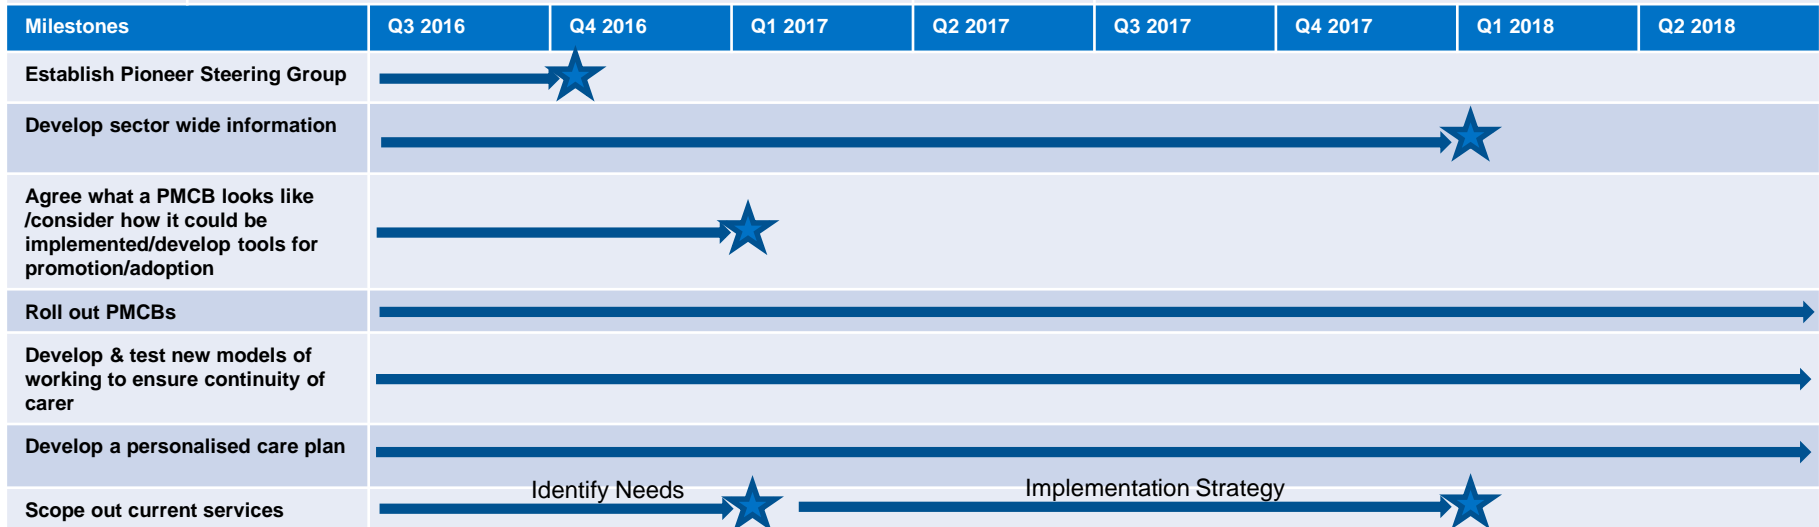 Milestones Q3 2016 Q4 2016 Q1 2017 Q2 2017 Q3 2017 Q4 2017 Q1 2018 Q2 2018
Establish Pioneer Steering Group
Develop sector wide information
Agree what a PMCB looks like
/consider how it could be
implemented/develop tools for
promotion/adoption
Roll out PMCBs
Develop & test new models of
working to ensure continuity of
carer
Develop a personalised care plan
Identify Needs Implementation Strategy
Scope out current services